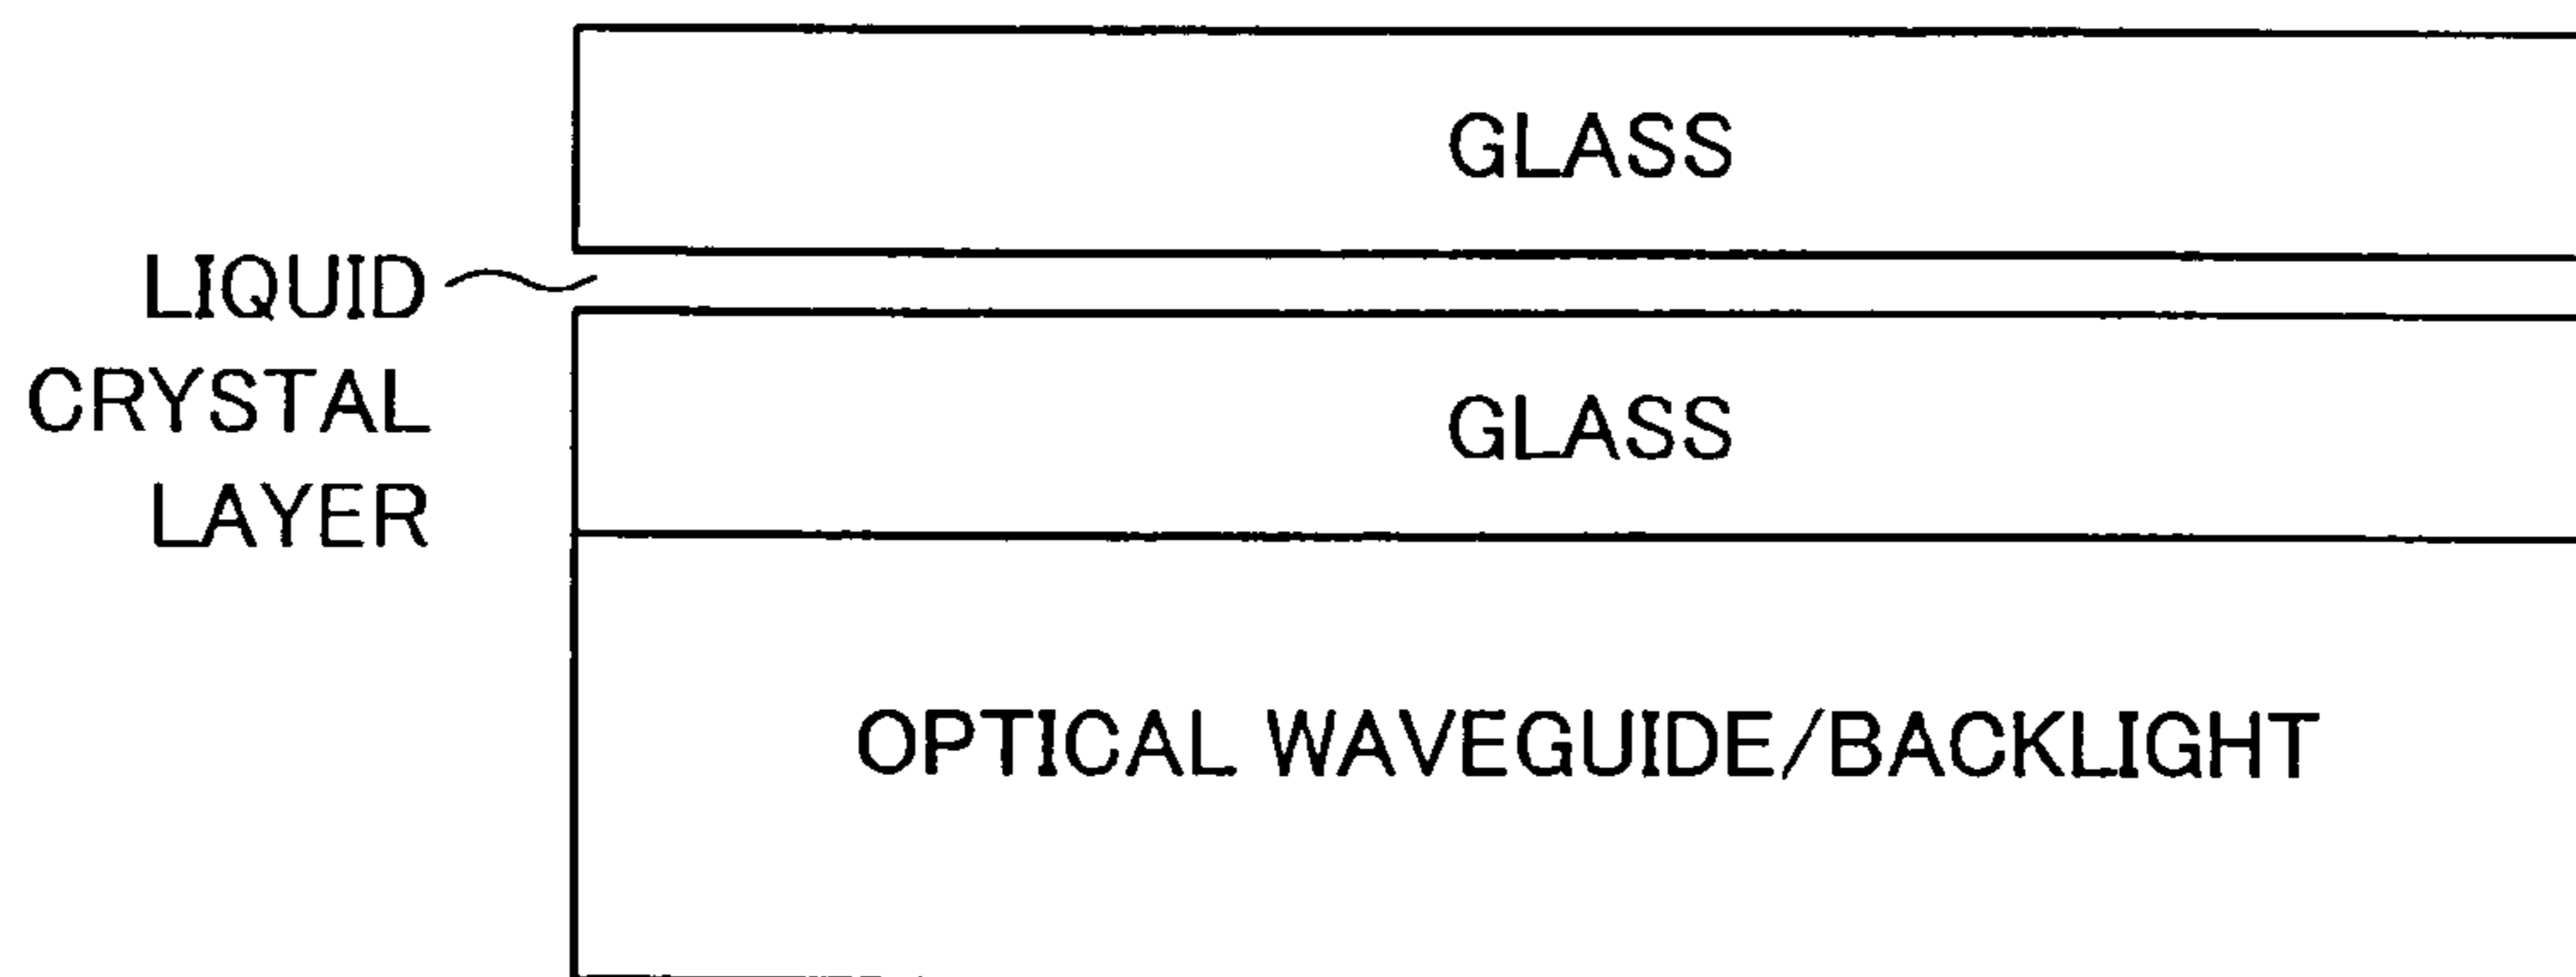 GLASS
LIQUID
CRYSTAL
LAYER
GLASS
OPTICAL WAVEGUIDE/BACKLIGHT